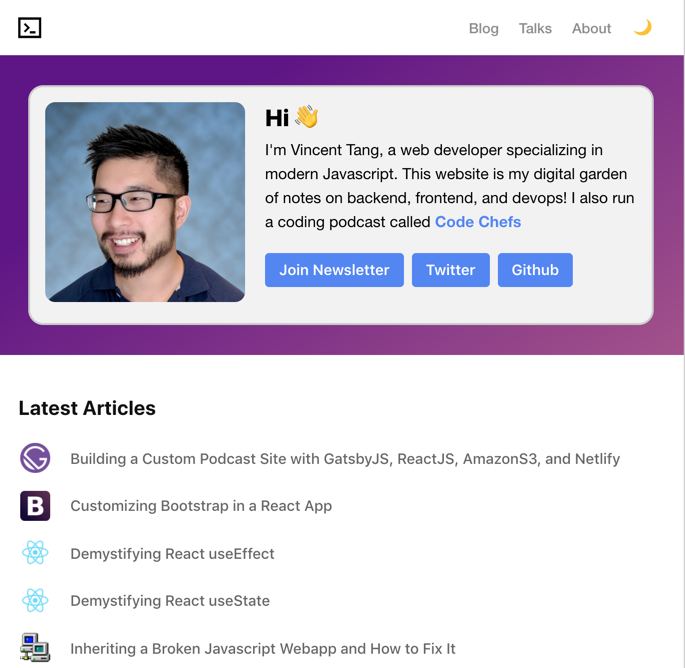 Blog Talks About
Hi 👋
I'm Vincent Tang, a web developer specializing in
modern Javascript. This website is my digital garden
of notes on backend, frontend, and devops! I also run
a coding podcast called Code Chefs
Join Newsletter Twitter Github
Latest Articles
Building a Custom Podcast Site with GatsbyJS, ReactJS, AmazonS3, and Netlify
B
Customizing Bootstrap in a React App
Demystifying React useEffect
Demystifying React useState
Inheriting a Broken Javascript Webapp and How to Fix It